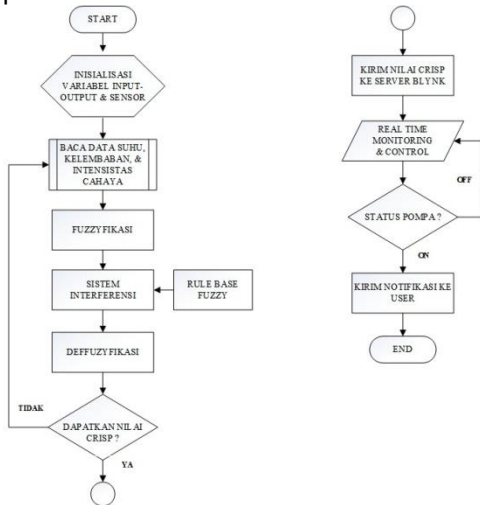 START
INISIALISASI
VARIABEL INPUT-
OUTPUT & SENSOR
BACA DATA SUHU,
KELEMBABAN, &
INTENSISTAS
CAHAYA
FUZZYFIKASI
SISTEM
INTERFERENSI
RULE BASE
FUZZY
DEFFUZYFIKASI
TIDAK
DAPATKAN NILAI
CRISP ?
YA
KIRIM NILAI CRISP
KE SERVER BLYNK
REAL TIME
MONITORING
& CONTROL
OFF
STATUS POMPA ?
ON
KIRIM NOTIFIKASI KE
USER
END